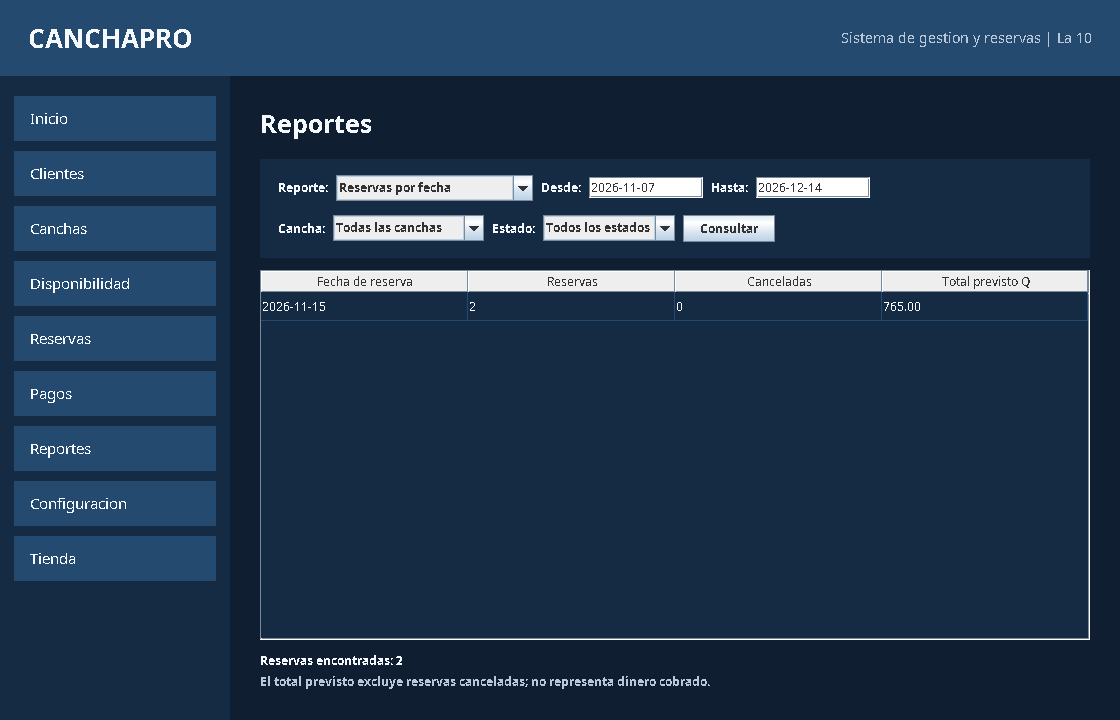 CANCHAPRO
Sistema de gestion y reservas | La 10
Inicio
Clientes
Canchas
Disponibilidad
Reservas
Pagos
Reportes
Configuracion
Tienda
Reportes
Reporte: Reservas por fecha Desde: 2026-11-07 Hasta: 2026-12-14
Cancha: Todas las canchas Estado: Todos los estados Consultar
Fecha de reserva Reservas Canceladas Total previsto Q
2026-11-15 2 0 765.00
Reservas encontradas: 2
El total previsto excluye reservas canceladas; no representa dinero cobrado.